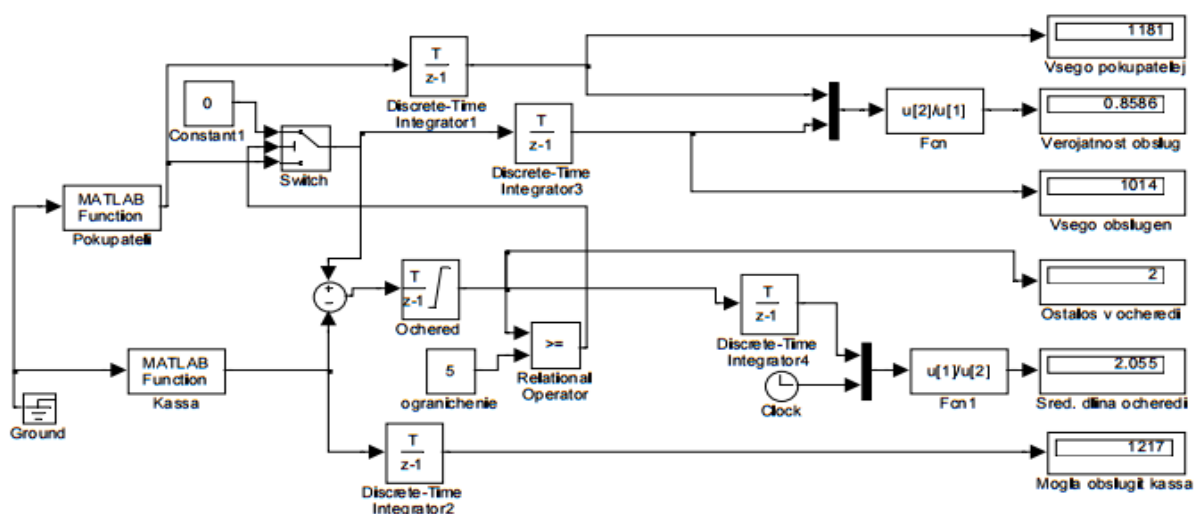 1181
Vsego pokupatelej
T
z-1
Discrete-Time
Integrator1
0
Constant1
Switch
T
z-1
Discrete-Time
Integrator3
u[2]/u[1]
Fcn
0.8586
Verojatnost obslug
MATLAB
Function
Pokupatelli
1014
Vsego obslugen
+
−
T
z-1
Ochered
2
Ostalos v ocheredi
T
z-1
Discrete-Time
Integrator4
>=
Relational
Operator
5
ogranichenie
MATLAB
Function
Kassa
Clock
u[1]/u[2]
Fcn1
2.055
Sred. dlina ocheredi
Ground
T
z-1
Discrete-Time
Integrator2
1217
Mogla obslugit kassa